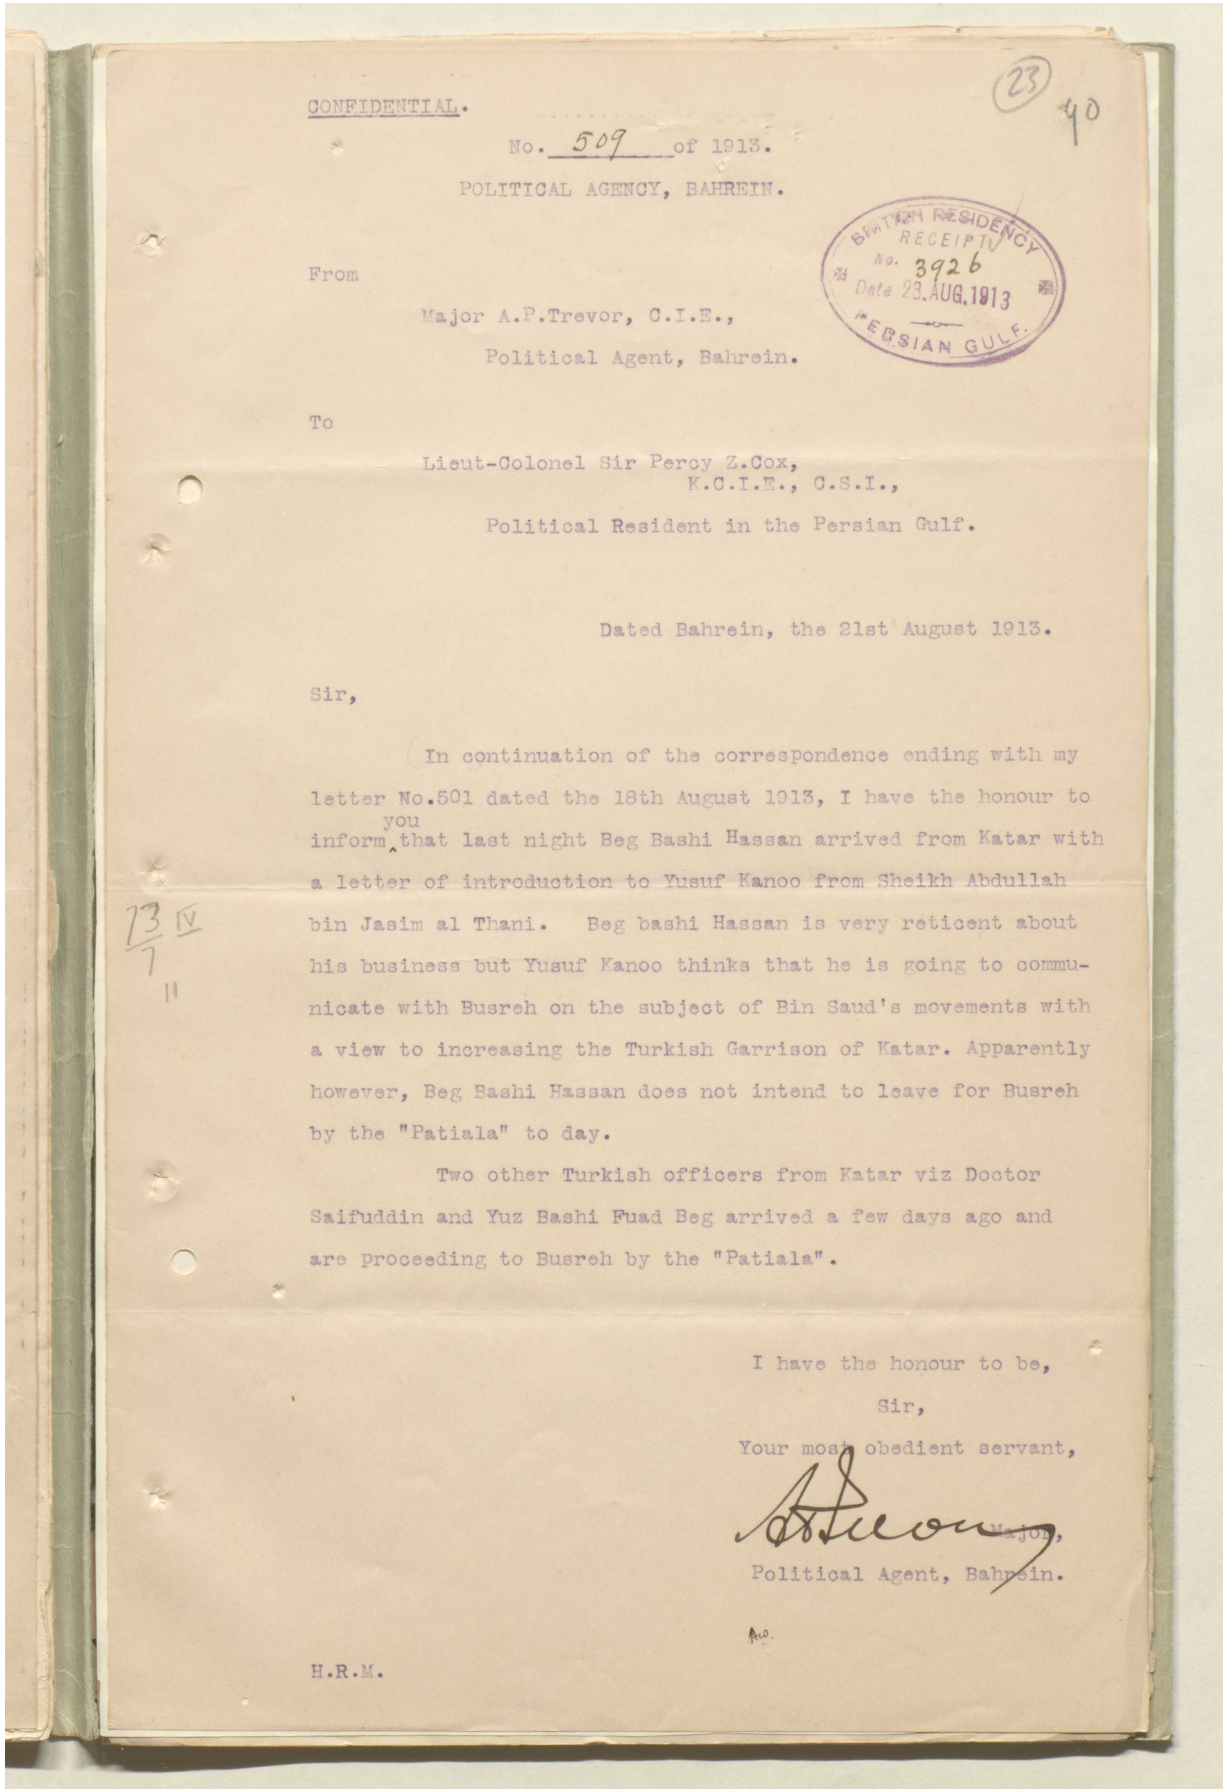 23
40
CONFIDENTIAL.
No. 509 of 1913.
POLITICAL AGENCY, BAHREIN.
BRITISH RESIDENCY
RECEIPT
No. 3926
Date 23.AUG.1913
PERSIAN GULF.
From
Major A.P.Trevor, C.I.E.,
Political Agent, Bahrein.
To
Lieut-Colonel Sir Percy Z.Cox,
K.C.I.E., C.S.I.,
Political Resident in the Persian Gulf.
Dated Bahrein, the 21st August 1913.
Sir,
In continuation of the correspondence ending with my
letter No.501 dated the 18th August 1913, I have the honour to
you
inform‸that last night Beg Bashi Hassan arrived from Katar with
a letter of introduction to Yusuf Kanoo from Sheikh Abdullah
bin Jasim al Thani. Beg bashi Hassan is very reticent about
his business but Yusuf Kanoo thinks that he is going to commu-
nicate with Busreh on the subject of Bin Saud's movements with
a view to increasing the Turkish Garrison of Katar. Apparently
however, Beg Bashi Hassan does not intend to leave for Busreh
by the "Patiala" to day.
Two other Turkish officers from Katar viz Doctor
Saifuddin and Yuz Bashi Fuad Beg arrived a few days ago and
are proceeding to Busreh by the "Patiala".
I have the honour to be,
Sir,
Your most obedient servant,
APTrevor
Major,
Political Agent, Bahrein.
H.R.M.